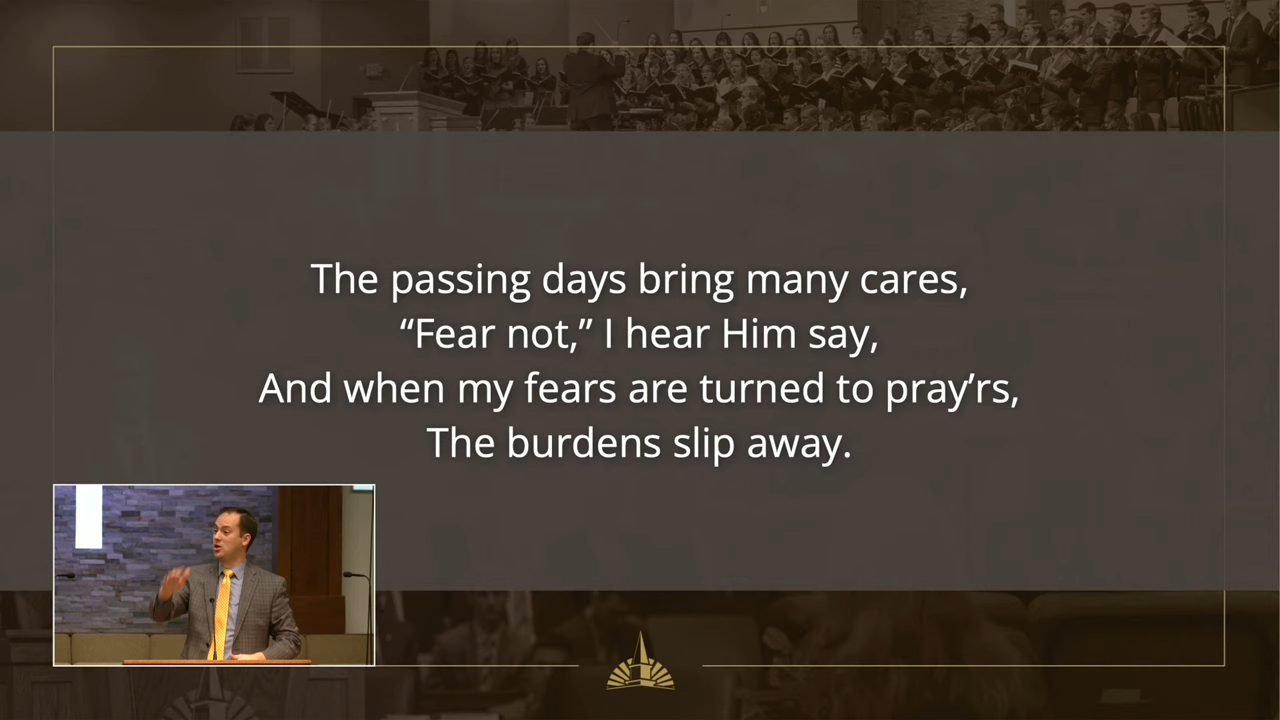 The passing days bring many cares,
“Fear not,” I hear Him say,
And when my fears are turned to pray’rs,
The burdens slip away.